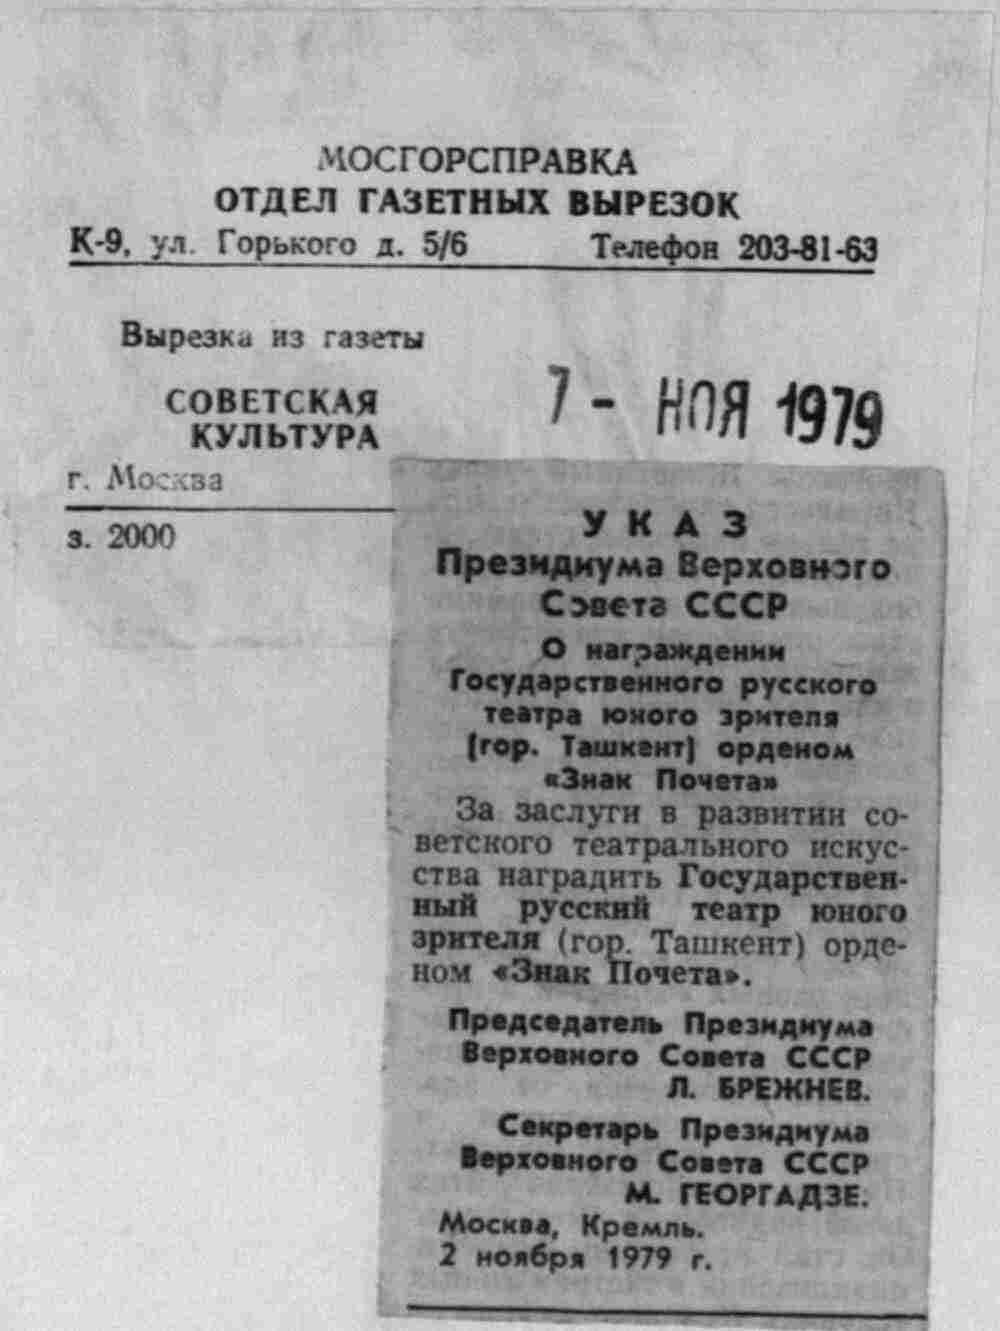 МОСГОРСПРАВКА
ОТДЕЛ ГАЗЕТНЫХ ВЫРЕЗОК
К-9, ул. Горького д. 5/6 Телефон 203-81-63
Вырезка из газеты
СОВЕТСКАЯ
КУЛЬТУРА
7 - НОЯ 1979
г. Москва
з. 2000
УКАЗ
Президиума Верховного
Совета СССР
О награждении
Государственного русского
театра юного зрителя
(гор. Ташкент) орденом
«Знак Почета»
За заслуги в развитии со-
ветского театрального искус-
ства наградить Государствен-
ный русский театр юного
зрителя (гор. Ташкент) орде-
ном «Знак Почета».
Председатель Президиума
Верховного Совета СССР
Л. БРЕЖНЕВ.
Секретарь Президиума
Верховного Совета СССР
М. ГЕОРГАДЗЕ.
Москва, Кремль.
2 ноября 1979 г.